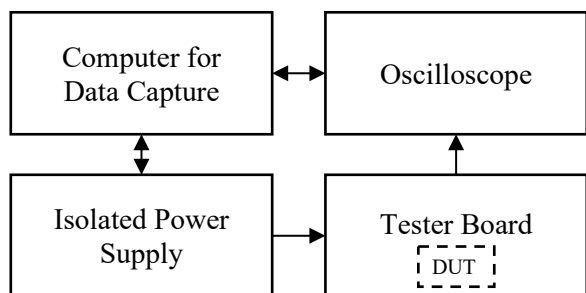 Computer for
Data Capture
Oscilloscope
Isolated Power
Supply
Tester Board
DUT